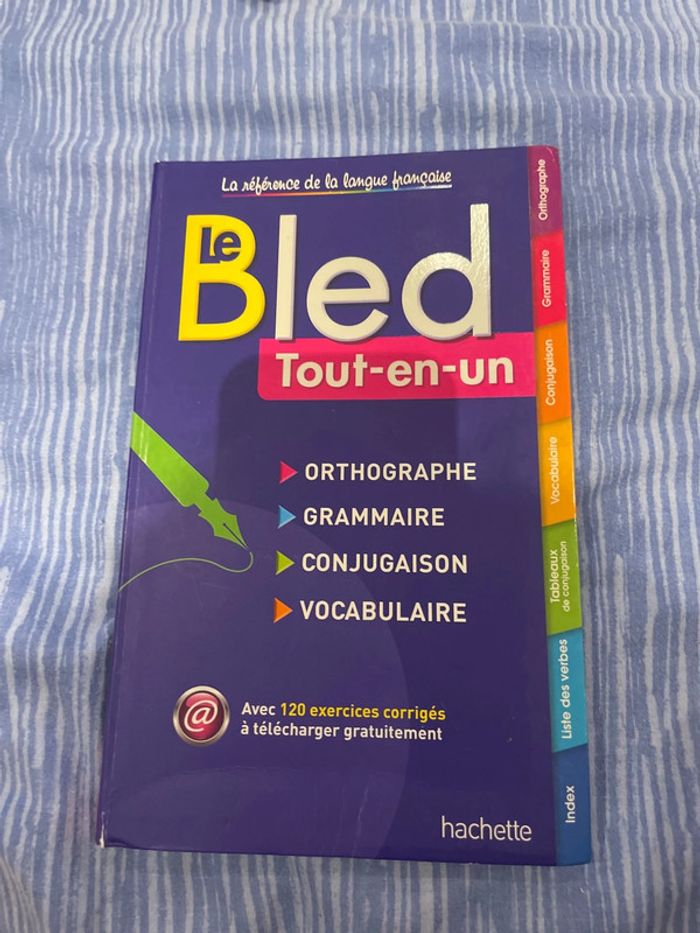 La référence de la langue française
Le
Bled
Tout-en-un
ORTHOGRAPHE
GRAMMAIRE
CONJUGAISON
VOCABULAIRE
@
Avec 120 exercices corrigés
à télécharger gratuitement
hachette
Orthographe
Grammaire
Conjugaison
Vocabulaire
Tableaux
de conjugaison
Liste des verbes
Index